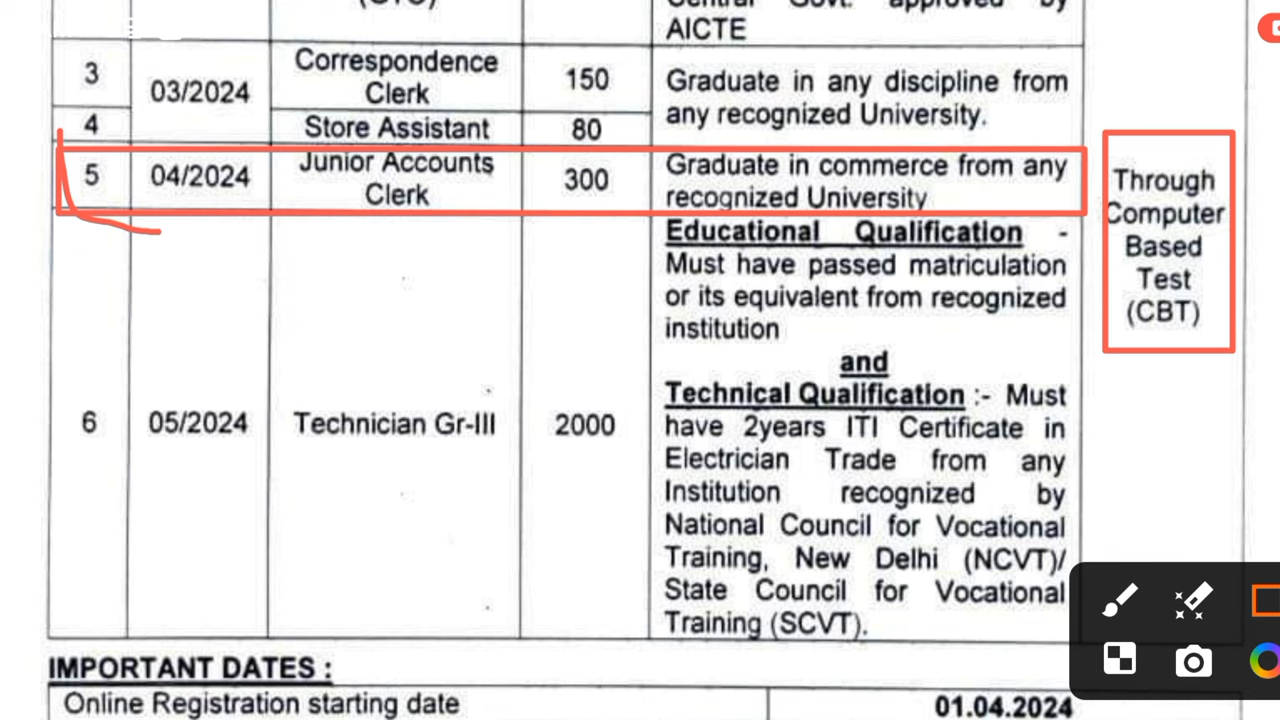 (GTO)
Central Govt. approved by
AICTE
3
03/2024
Correspondence
Clerk
150
Graduate in any discipline from
any recognized University.
4
Store Assistant
80
5
04/2024
Junior Accounts
Clerk
300
Graduate in commerce from any
recognized University
Through
Computer
Based
Test
(CBT)
6
05/2024
Technician Gr-III
2000
Educational Qualification -
Must have passed matriculation
or its equivalent from recognized
institution
and
Technical Qualification :- Must
have 2years ITI Certificate in
Electrician Trade from any
Institution recognized by
National Council for Vocational
Training, New Delhi (NCVT)/
State Council for Vocational
Training (SCVT).
IMPORTANT DATES :
Online Registration starting date
01.04.2024